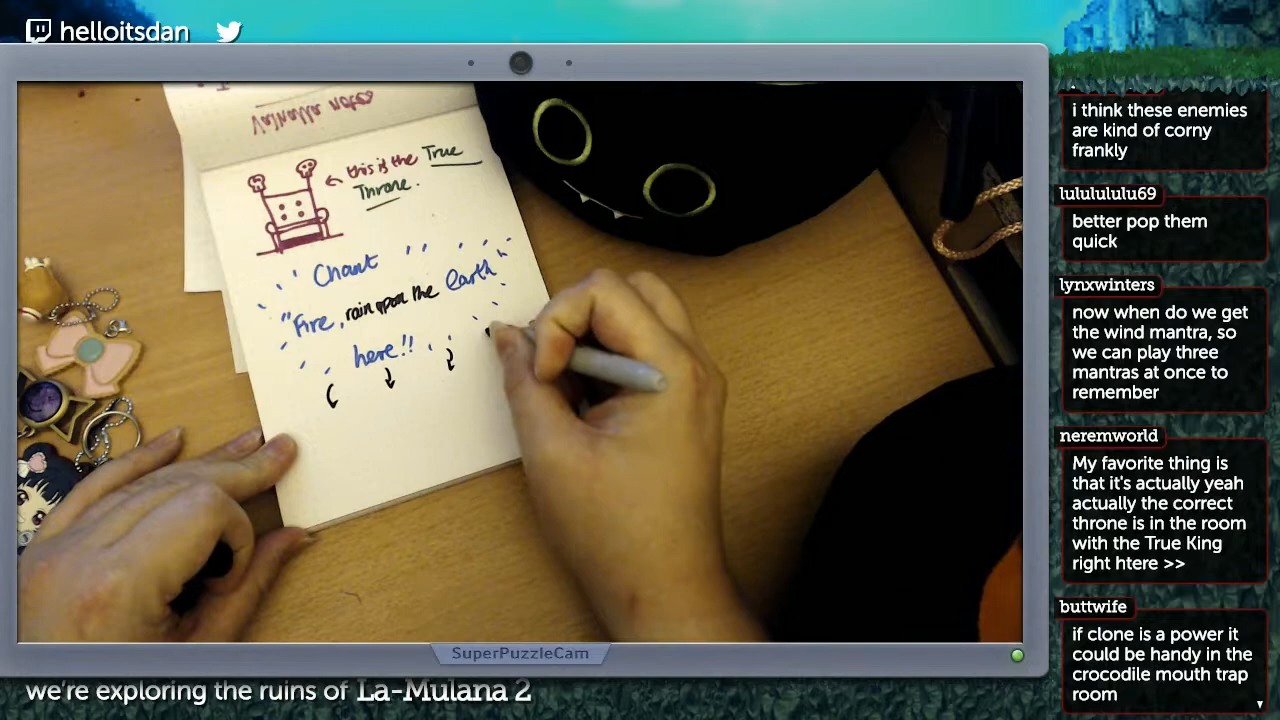 helloitsdan
Valhalla notes
← this is the True
Throne.
Chant
"Fire, rain upon the earth"
here!!
SuperPuzzleCam
we're exploring the ruins of La-Mulana 2
i think these enemies
are kind of corny
frankly
lulululululu69
better pop them
quick
lynxwinters
now when do we get
the wind mantra, so
we can play three
mantras at once to
remember
neremworld
My favorite thing is
that it's actually yeah
actually the correct
throne is in the room
with the True King
right htere >>
buttwife
if clone is a power it
could be handy in the
crocodile mouth trap
room